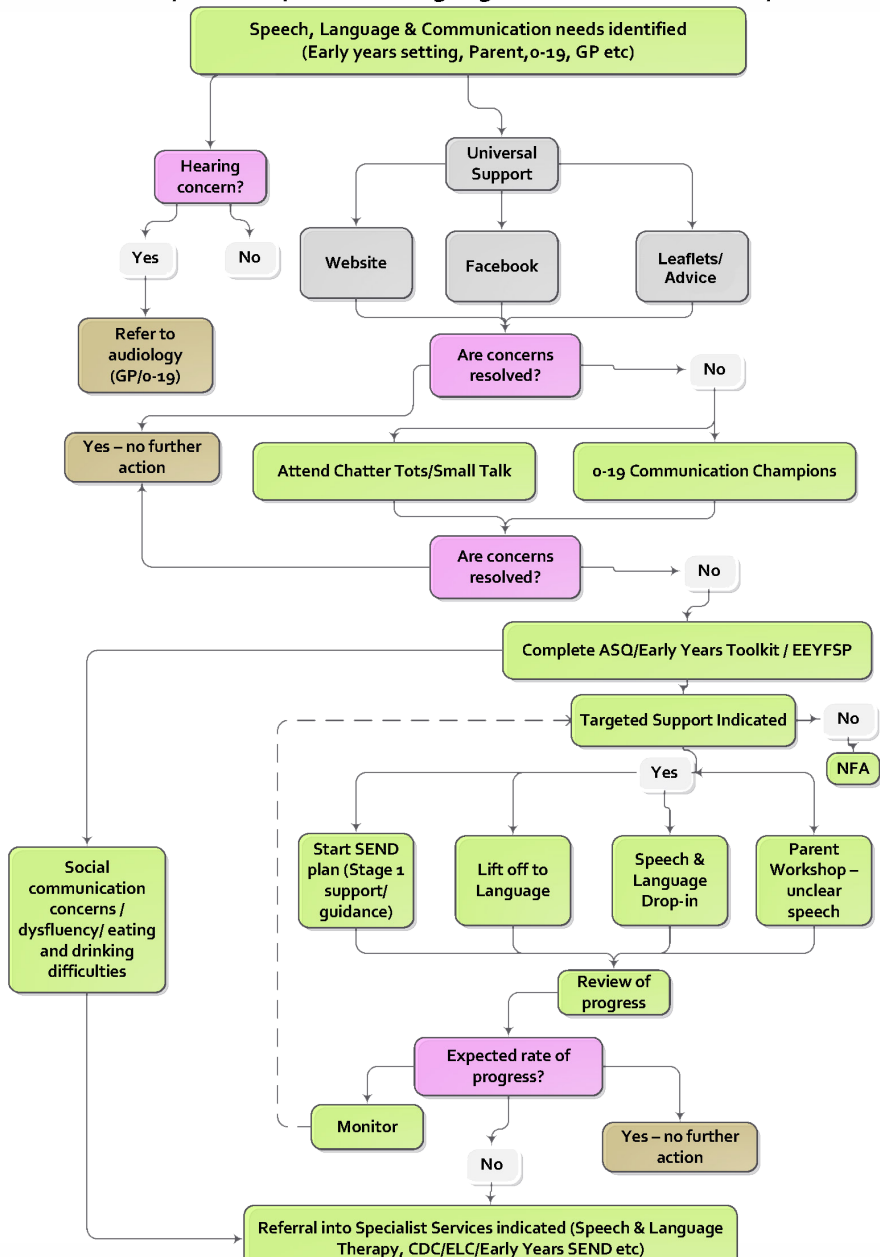 Speech, Language & Communication needs identified
(Early years setting, Parent,0-19, GP etc)
Hearing
concern?
Universal
Support
Yes
No
Website
Facebook
Leaflets/
Advice
Refer to
audiology
(GP/0-19)
Are concerns
resolved?
No
Yes – no further
action
Attend Chatter Tots/Small Talk
0-19 Communication Champions
Are concerns
resolved?
No
Complete ASQ/Early Years Toolkit / EEYFSP
Targeted Support Indicated
No
NFA
Yes
Start SEND
plan (Stage 1
support/
guidance)
Lift off to
Language
Speech &
Language
Drop-in
Parent
Workshop –
unclear
speech
Social
communication
concerns /
dysfluency/ eating
and drinking
difficulties
Review of
progress
Expected rate of
progress?
Monitor
Yes – no further
action
No
Referral into Specialist Services indicated (Speech & Language
Therapy, CDC/ELC/Early Years SEND etc)